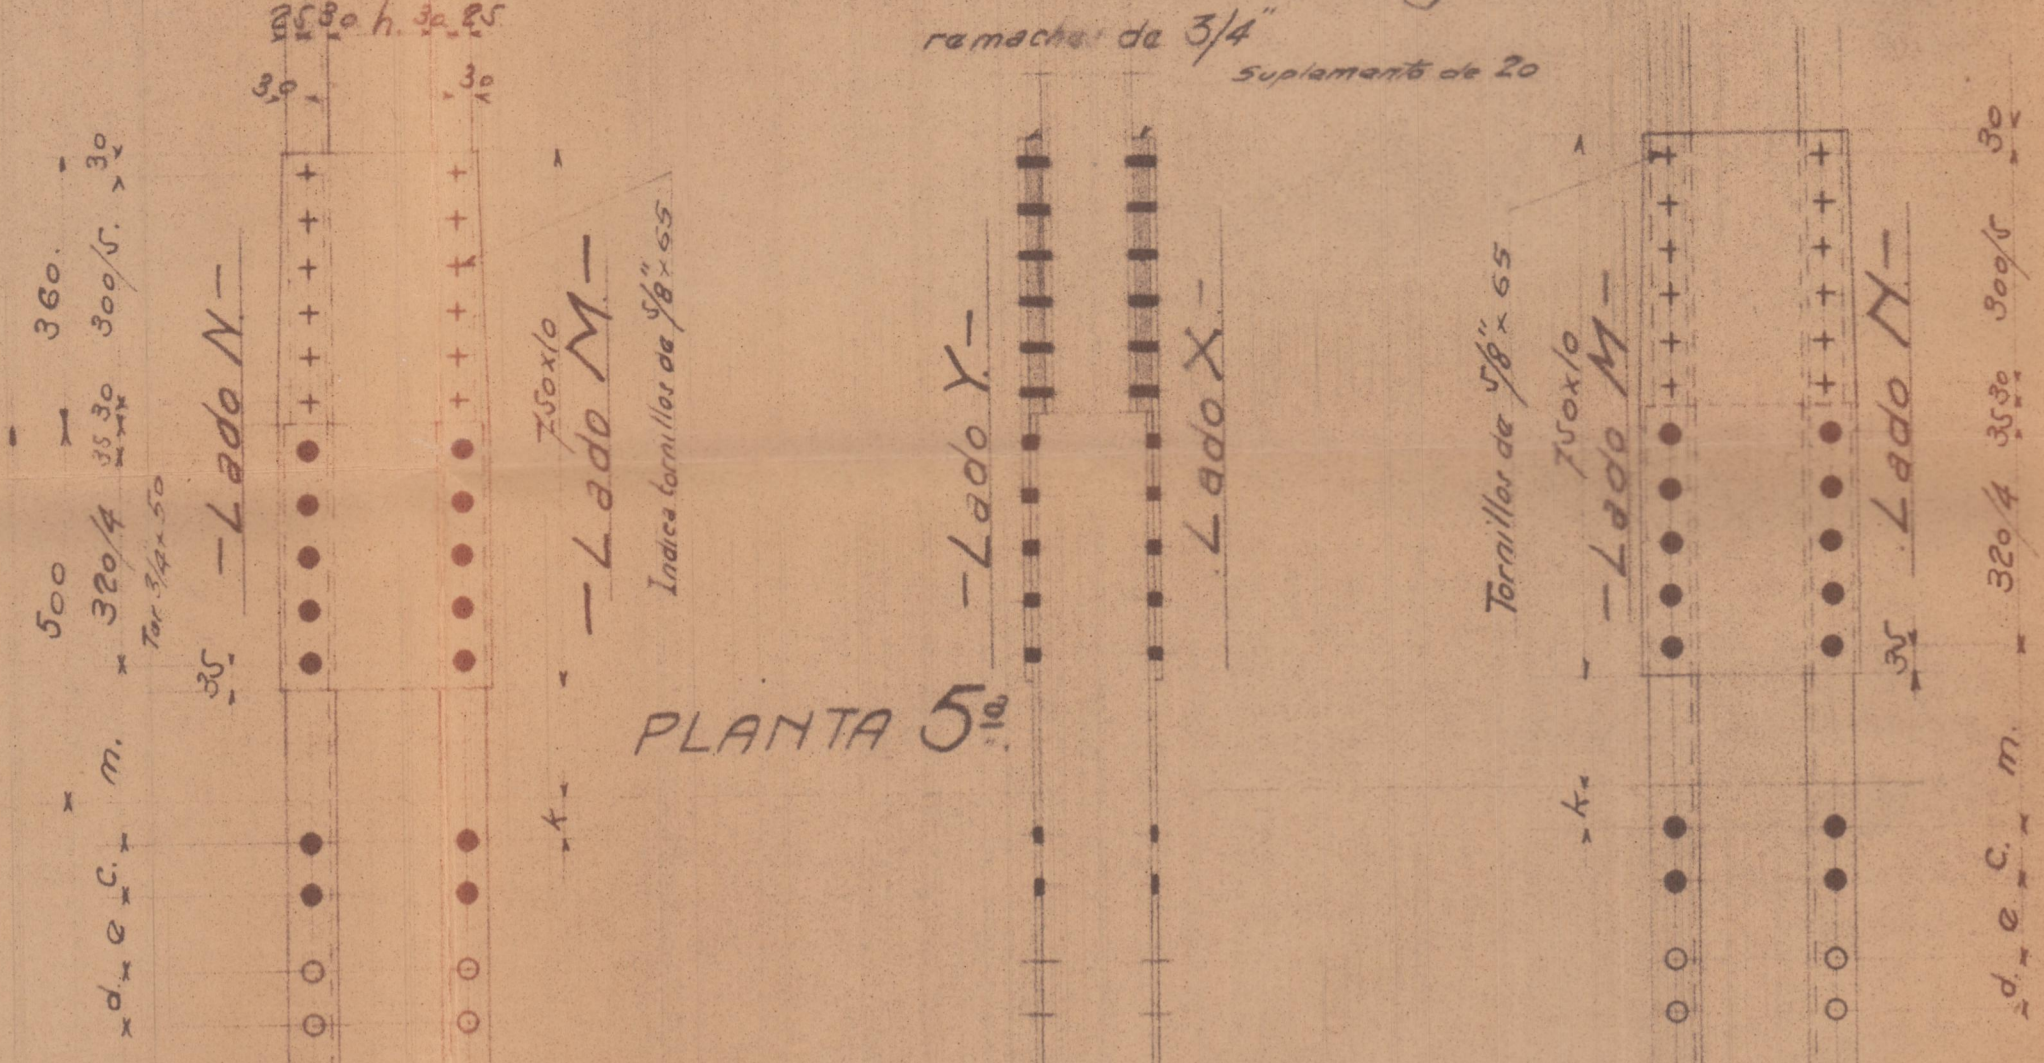 25 30 h. 30 25
30 30
remaches de 3/4"
suplemento de 20
30
360.
300/5.
35 30
500
320/4
Tor 3/4 x 50
35
m.
d. e c.
—Lado N—
750x10
—Lado M.—
Indica tornillos de 5/8" x 65
k
—Lado Y.—
Lado X.—
PLANTA 5ª.
Tornillos de 5/8" x 65
750x10
—Lado M—
k
Lado N—
35
30
300/5
35 30
320/4
m.
d. e c.